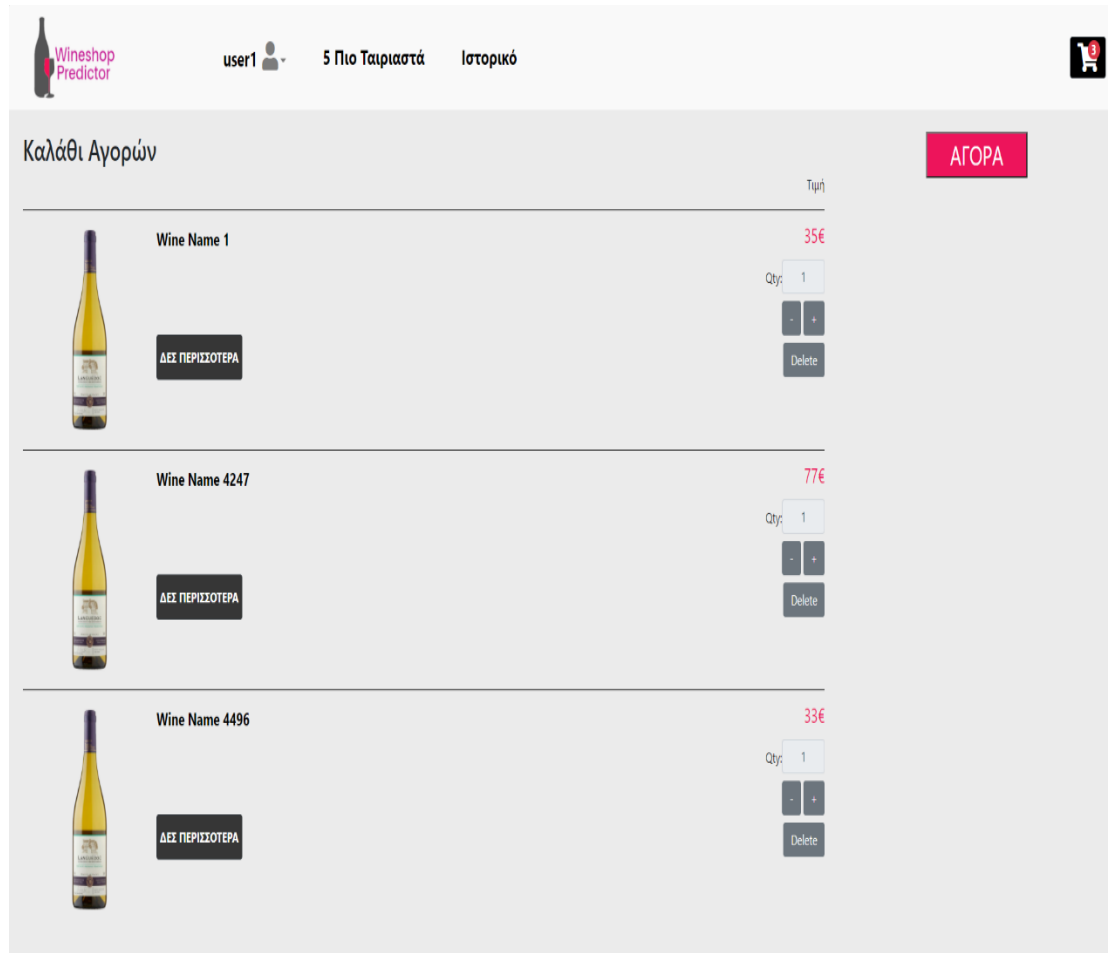 Wineshop
Predictor
user1
5 Πιο Ταιριαστά
Ιστορικό
3
Καλάθι Αγορών
ΑΓΟΡΑ
Τιμή
Wine Name 1
35€
Qty: 1
- +
ΔΕΣ ΠΕΡΙΣΣΟΤΕΡΑ
Delete
Wine Name 4247
77€
Qty: 1
- +
ΔΕΣ ΠΕΡΙΣΣΟΤΕΡΑ
Delete
Wine Name 4496
33€
Qty: 1
- +
ΔΕΣ ΠΕΡΙΣΣΟΤΕΡΑ
Delete